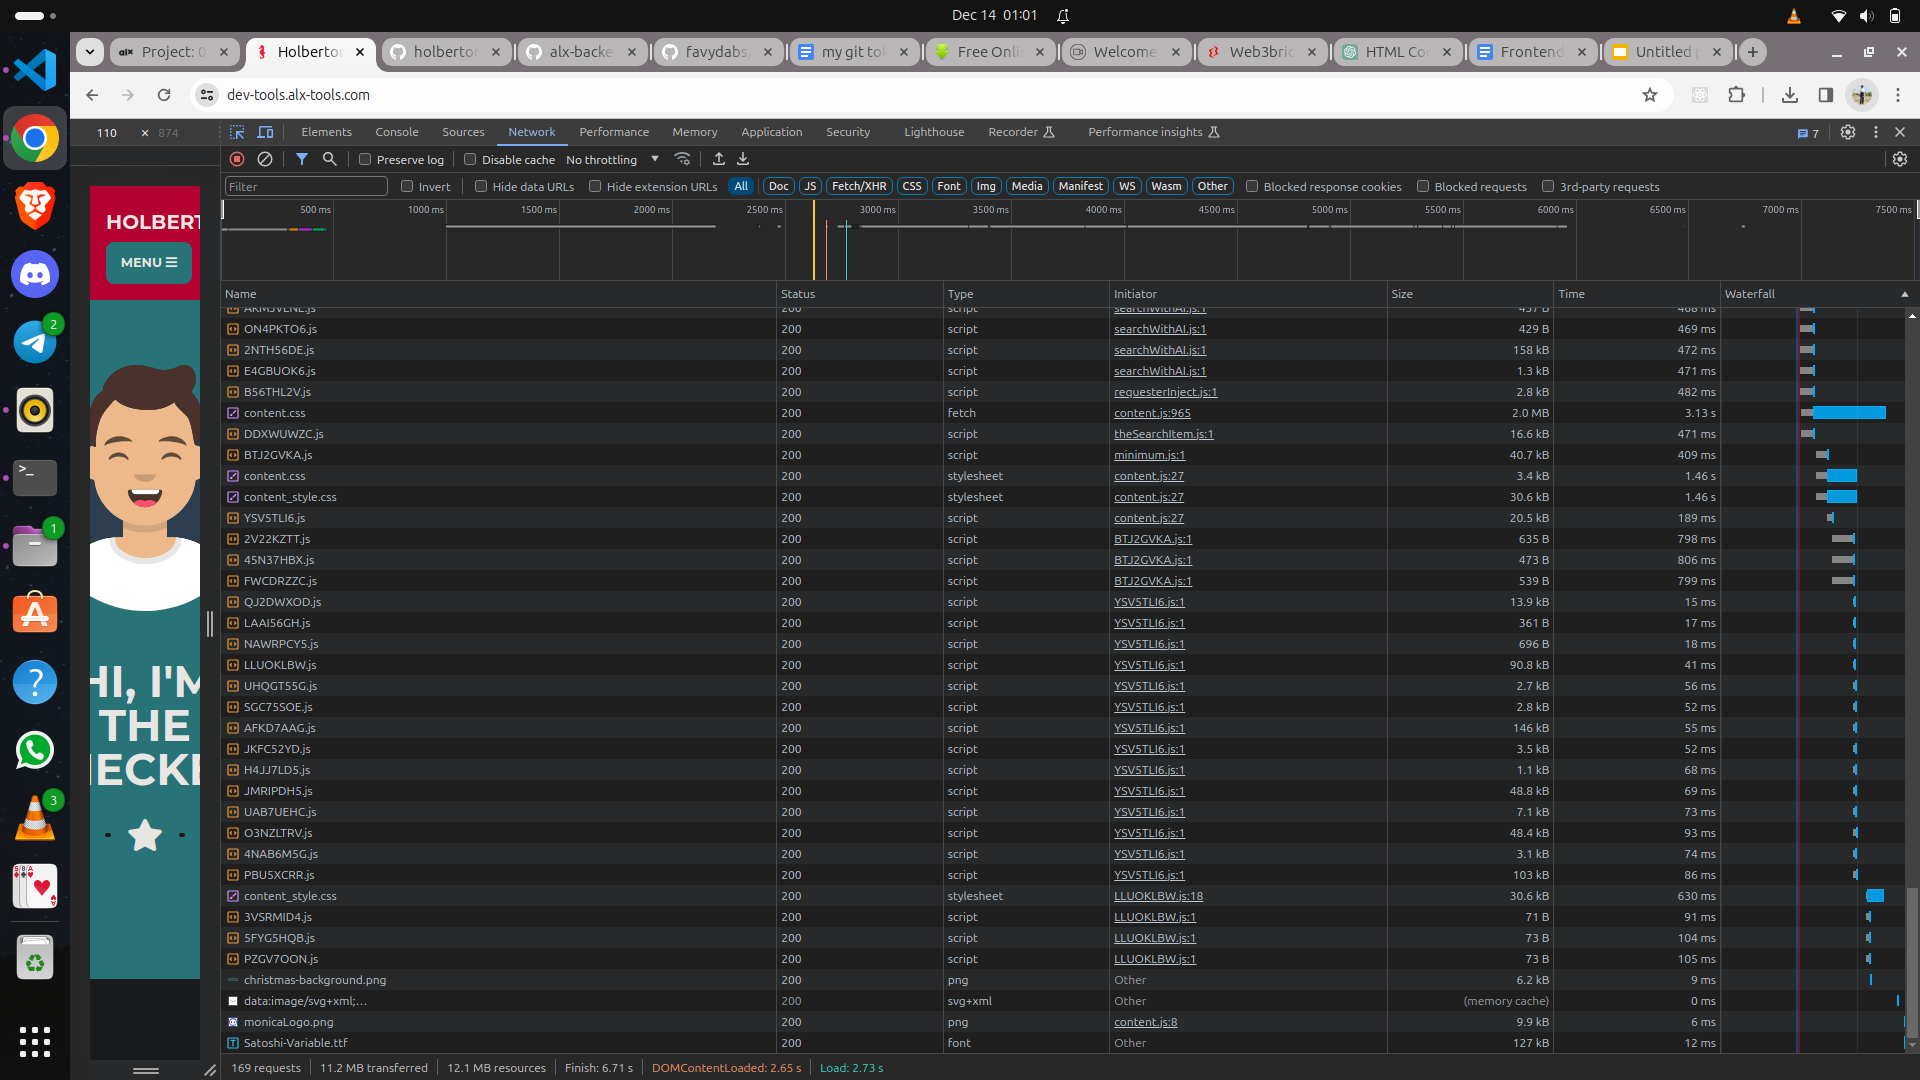 Dec 14 01:01
Project: 0
Holberto
holberto
alx-backe
favydabs
my git to
Free Onli
Welcome
Web3bri
HTML Co
Frontend
Untitled
dev-tools.alx-tools.com
110 × 874
Elements Console Sources Network Performance Memory Application Security Lighthouse Recorder Performance insights 7
Preserve log Disable cache No throttling
Filter Invert Hide data URLs Hide extension URLs All Doc JS Fetch/XHR CSS Font Img Media Manifest WS Wasm Other Blocked response cookies Blocked requests 3rd-party requests
500 ms 1000 ms 1500 ms 2000 ms 2500 ms 3000 ms 3500 ms 4000 ms 4500 ms 5000 ms 5500 ms 6000 ms 6500 ms 7000 ms 7500 ms
HOLBERT
MENU
HI, I'M
THE
HECKE
2
1
3
Name Status Type Initiator Size Time Waterfall
ON4PKTO6.js 200 script searchWithAI.js:1 429 B 469 ms
2NTH56DE.js 200 script searchWithAI.js:1 158 kB 472 ms
E4GBUOK6.js 200 script searchWithAI.js:1 1.3 kB 471 ms
B56THL2V.js 200 script requesterInject.js:1 2.8 kB 482 ms
content.css 200 fetch content.js:965 2.0 MB 3.13 s
DDXWUWZC.js 200 script theSearchItem.js:1 16.6 kB 471 ms
BTJ2GVKA.js 200 script minimum.js:1 40.7 kB 409 ms
content.css 200 stylesheet content.js:27 3.4 kB 1.46 s
content_style.css 200 stylesheet content.js:27 30.6 kB 1.46 s
YSV5TLI6.js 200 script content.js:27 20.5 kB 189 ms
2V22KZTT.js 200 script BTJ2GVKA.js:1 635 B 798 ms
45N37HBX.js 200 script BTJ2GVKA.js:1 473 B 806 ms
FWCDRZZC.js 200 script BTJ2GVKA.js:1 539 B 799 ms
QJ2DWXOD.js 200 script YSV5TLI6.js:1 13.9 kB 15 ms
LAAI56GH.js 200 script YSV5TLI6.js:1 361 B 17 ms
NAWRPCY5.js 200 script YSV5TLI6.js:1 696 B 18 ms
LLUOKLBW.js 200 script YSV5TLI6.js:1 90.8 kB 41 ms
UHQGT55G.js 200 script YSV5TLI6.js:1 2.7 kB 56 ms
SGC75SOE.js 200 script YSV5TLI6.js:1 2.8 kB 52 ms
AFKD7AAG.js 200 script YSV5TLI6.js:1 146 kB 55 ms
JKFC52YD.js 200 script YSV5TLI6.js:1 3.5 kB 52 ms
H4JJ7LD5.js 200 script YSV5TLI6.js:1 1.1 kB 68 ms
JMRIPDH5.js 200 script YSV5TLI6.js:1 48.8 kB 69 ms
UAB7UEHC.js 200 script YSV5TLI6.js:1 7.1 kB 73 ms
O3NZLTRV.js 200 script YSV5TLI6.js:1 48.4 kB 93 ms
4NAB6M5G.js 200 script YSV5TLI6.js:1 3.1 kB 74 ms
PBU5XCRR.js 200 script YSV5TLI6.js:1 103 kB 86 ms
content_style.css 200 stylesheet LLUOKLBW.js:18 30.6 kB 630 ms
3VSRMID4.js 200 script LLUOKLBW.js:1 71 B 91 ms
5FYG5HQB.js 200 script LLUOKLBW.js:1 73 B 104 ms
PZGV7OON.js 200 script LLUOKLBW.js:1 73 B 105 ms
christmas-background.png 200 png Other 6.2 kB 9 ms
data:image/svg+xml;… 200 svg+xml Other (memory cache) 0 ms
monicaLogo.png 200 png content.js:8 9.9 kB 6 ms
Satoshi-Variable.ttf 200 font Other 127 kB 12 ms
169 requests 11.2 MB transferred 12.1 MB resources Finish: 6.71 s DOMContentLoaded: 2.65 s Load: 2.73 s